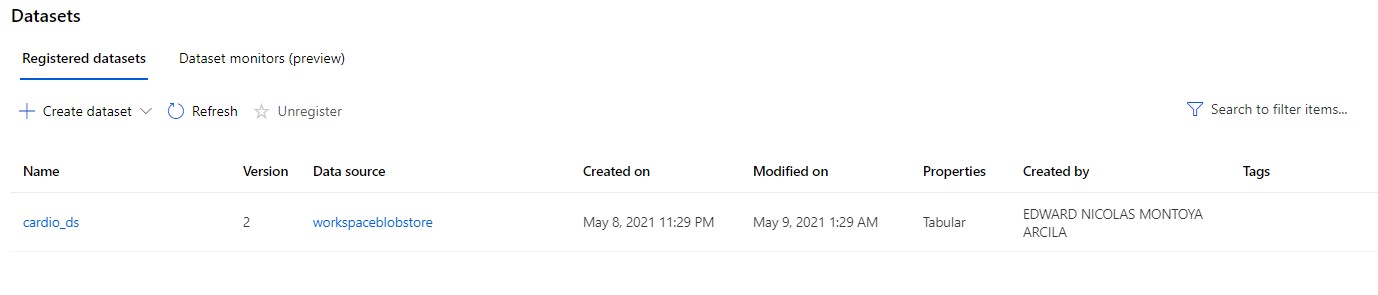 Datasets
Registered datasets Dataset monitors (preview)
Create dataset Refresh Unregister Search to filter items...
Name Version Data source Created on Modified on Properties Created by Tags
cardio_ds 2 workspaceblobstore May 8, 2021 11:29 PM May 9, 2021 1:29 AM Tabular EDWARD NICOLAS MONTOYA
ARCILA